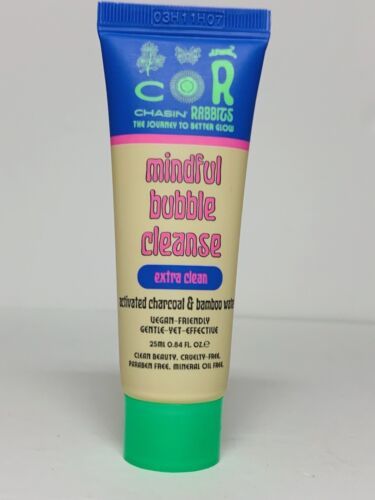 03H11H07
COR
CHASIN' RABBITS
THE JOURNEY TO BETTER GLOW
mindful
bubble
cleanse
extra clean
activated charcoal & bamboo water
VEGAN-FRIENDLY
GENTLE-YET-EFFECTIVE
25ML 0.84 FL. OZ.℮
CLEAN BEAUTY, CRUELTY-FREE,
PARABEN FREE, MINERAL OIL FREE.